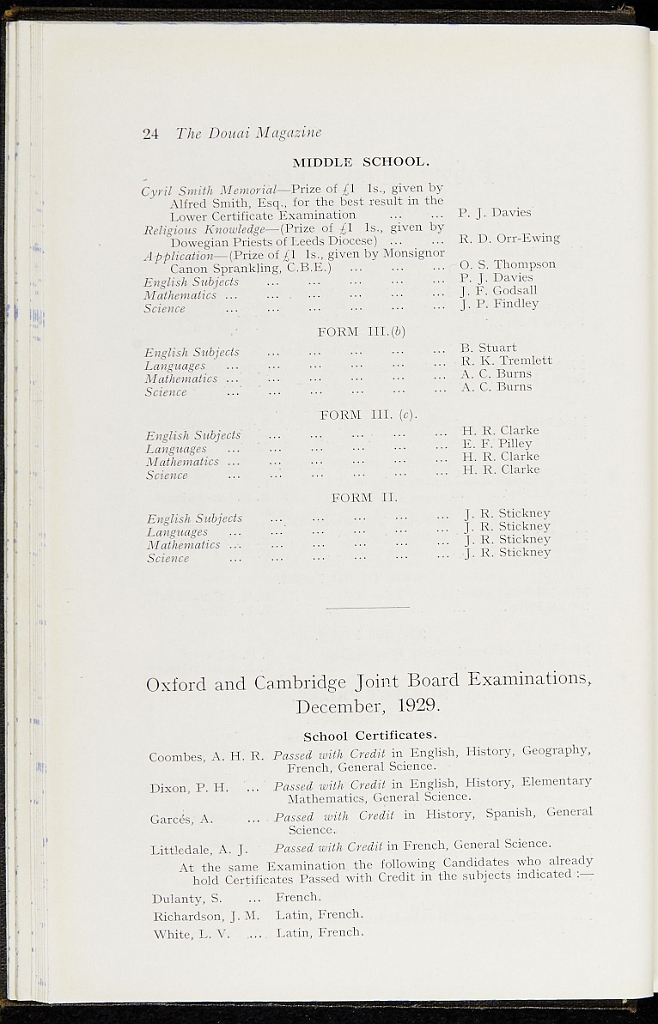 24 The Douai Magazine
MIDDLE SCHOOL.
Cyril Smith Memorial—Prize of £1 1s., given by
Alfred Smith, Esq., for the best result in the
Lower Certificate Examination ... ... P. J. Davies
Religious Knowledge—(Prize of £1 1s., given by
Dowegian Priests of Leeds Diocese) ... ... R. D. Orr-Ewing
Application—(Prize of £1 1s., given by Monsignor
Canon Sprankling, C.B.E.) ... ... ... O. S. Thompson
English Subjects ... ... ... ... ... P. J. Davies
Mathematics ... ... ... ... ... ... J. F. Godsall
Science ... ... ... ... ... ... J. P. Findley
FORM III.(b)
English Subjects ... ... ... ... ... B. Stuart
Languages ... ... ... ... ... ... R. K. Tremlett
Mathematics ... ... ... ... ... ... A. C. Burns
Science ... ... ... ... ... ... A. C. Burns
FORM III. (c).
English Subjects ... ... ... ... ... H. R. Clarke
Languages ... ... ... ... ... ... E. F. Pilley
Mathematics ... ... ... ... ... ... H. R. Clarke
Science ... ... ... ... ... ... H. R. Clarke
FORM II.
English Subjects ... ... ... ... ... J. R. Stickney
Languages ... ... ... ... ... ... J. R. Stickney
Mathematics ... ... ... ... ... ... J. R. Stickney
Science ... ... ... ... ... ... J. R. Stickney
Oxford and Cambridge Joint Board Examinations,
December, 1929.
School Certificates.
Coombes, A. H. R. Passed with Credit in English, History, Geography,
French, General Science.
Dixon, P. H. ... Passed with Credit in English, History, Elementary
Mathematics, General Science.
Garcés, A. ... Passed with Credit in History, Spanish, General
Science.
Littledale, A. J. Passed with Credit in French, General Science.
At the same Examination the following Candidates who already
hold Certificates Passed with Credit in the subjects indicated :—
Dulanty, S. ... French.
Richardson, J. M. Latin, French.
White, L. V. .... Latin, French.